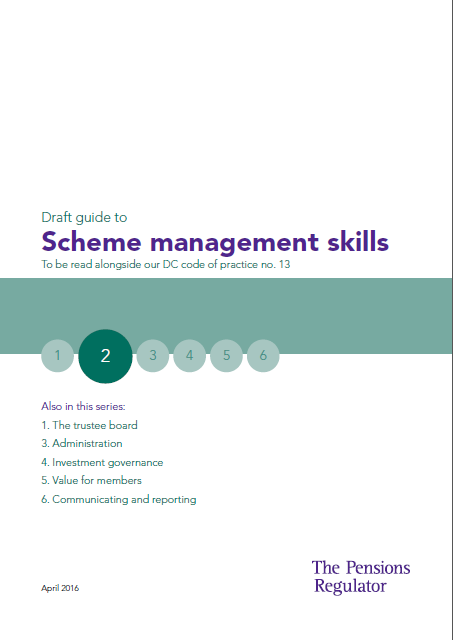 Draft guide to
Scheme management skills
To be read alongside our DC code of practice no. 13
1 2 3 4 5 6
Also in this series:
1. The trustee board
3. Administration
4. Investment governance
5. Value for members
6. Communicating and reporting
The Pensions
Regulator
April 2016